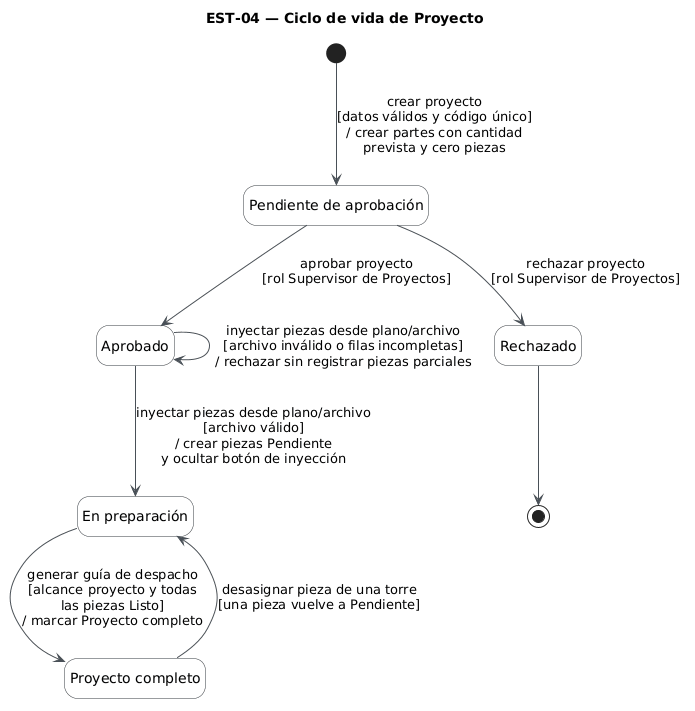 EST-04 — Ciclo de vida de Proyecto
crear proyecto
[datos válidos y código único]
/ crear partes con cantidad
prevista y cero piezas
Pendiente de aprobación
aprobar proyecto
[rol Supervisor de Proyectos]
rechazar proyecto
[rol Supervisor de Proyectos]
Aprobado
inyectar piezas desde plano/archivo
[archivo inválido o filas incompletas]
/ rechazar sin registrar piezas parciales
Rechazado
inyectar piezas desde plano/archivo
[archivo válido]
/ crear piezas Pendiente
y ocultar botón de inyección
En preparación
generar guía de despacho
[alcance proyecto y todas
las piezas Listo]
/ marcar Proyecto completo
desasignar pieza de una torre
[una pieza vuelve a Pendiente]
Proyecto completo